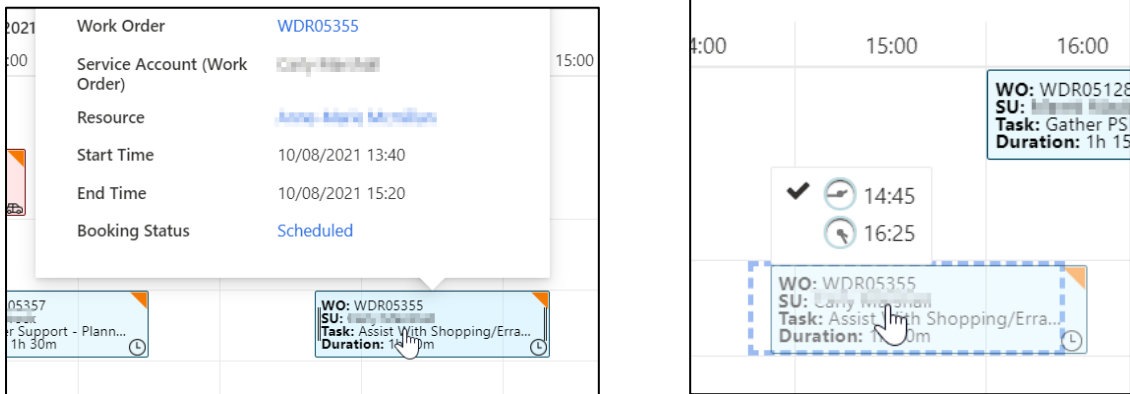 2021
Work Order WDR05355
:00
Service Account (Work
Order)
15:00
Resource
Start Time 10/08/2021 13:40
End Time 10/08/2021 15:20
Booking Status Scheduled
05357
r Support - Plann...
1h 30m
WO: WDR05355
SU:
Task: Assist With Shopping/Erra...
Duration:
4:00 15:00 16:00
WO: WDR05128
SU:
Task: Gather PS
Duration: 1h 15
14:45
16:25
WO: WDR05355
SU:
Task: Assist With Shopping/Erra...
Duration: